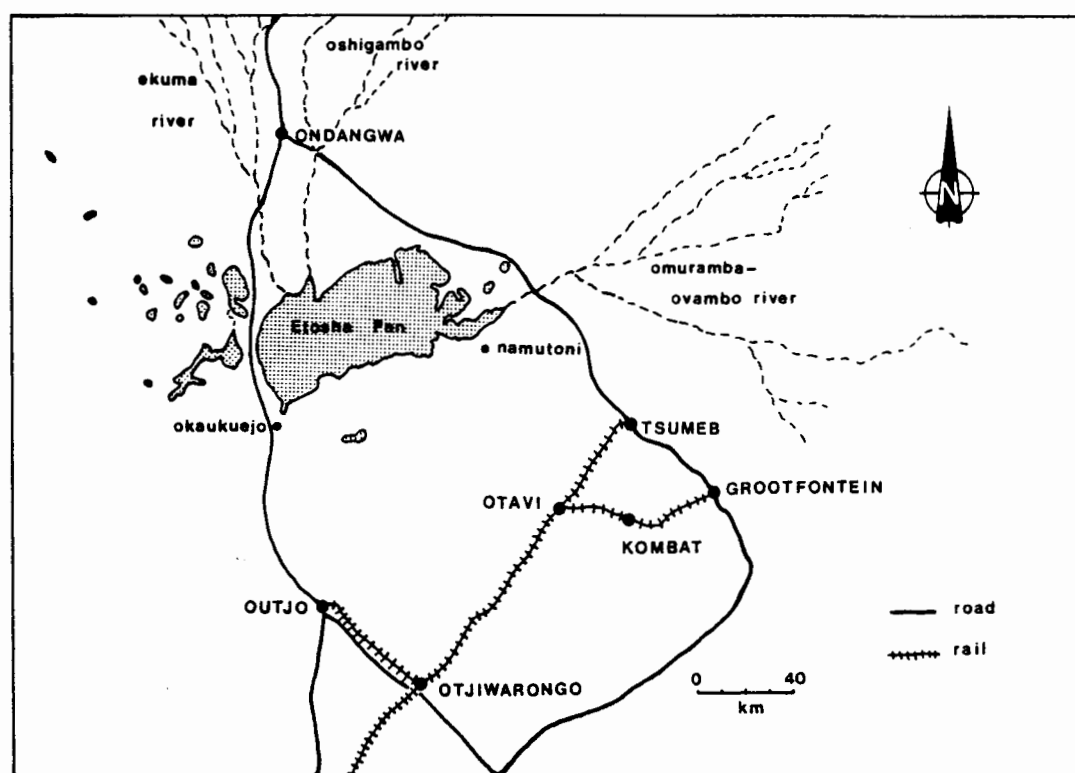 oshigambo
river
ekuma
river
ONDANGWA
N
omuramba-
ovambo river
Etosha Pan
namutoni
okaukuejo
TSUMEB
GROOTFONTEIN
OTAVI
KOMBAT
OUTJO
road
rail
OTJIWARONGO
0 40
km